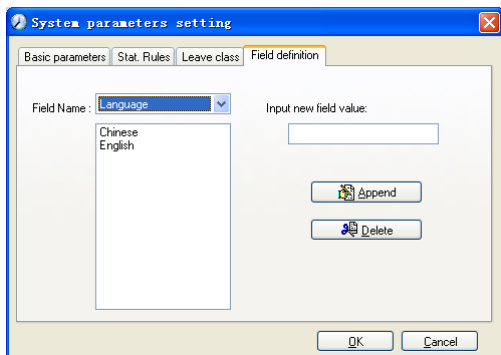 System parameters setting
Basic parameters Stat. Rules Leave class Field definition
Field Name : Language Input new field value:
Chinese
English
Append
Delete
OK Cancel